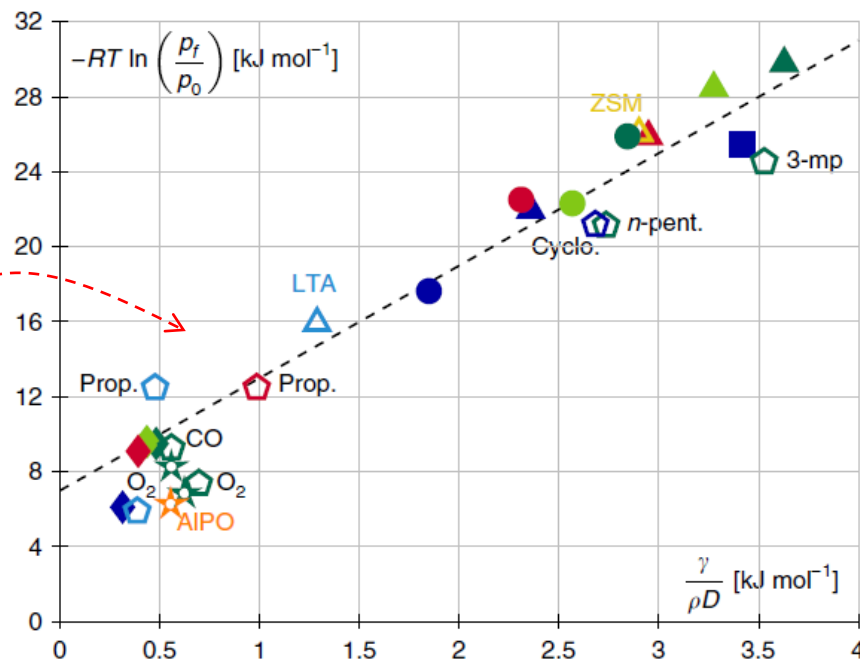 32
−RT ln (p_f / p_0) [kJ mol⁻¹]
28
ZSM
24
3-mp
20
n-pent.
Cyclo.
LTA
16
12
Prop.
Prop.
CO
8
O₂
O₂
AlPO
4
γ / ρD [kJ mol⁻¹]
0
0 0.5 1 1.5 2 2.5 3 3.5 4